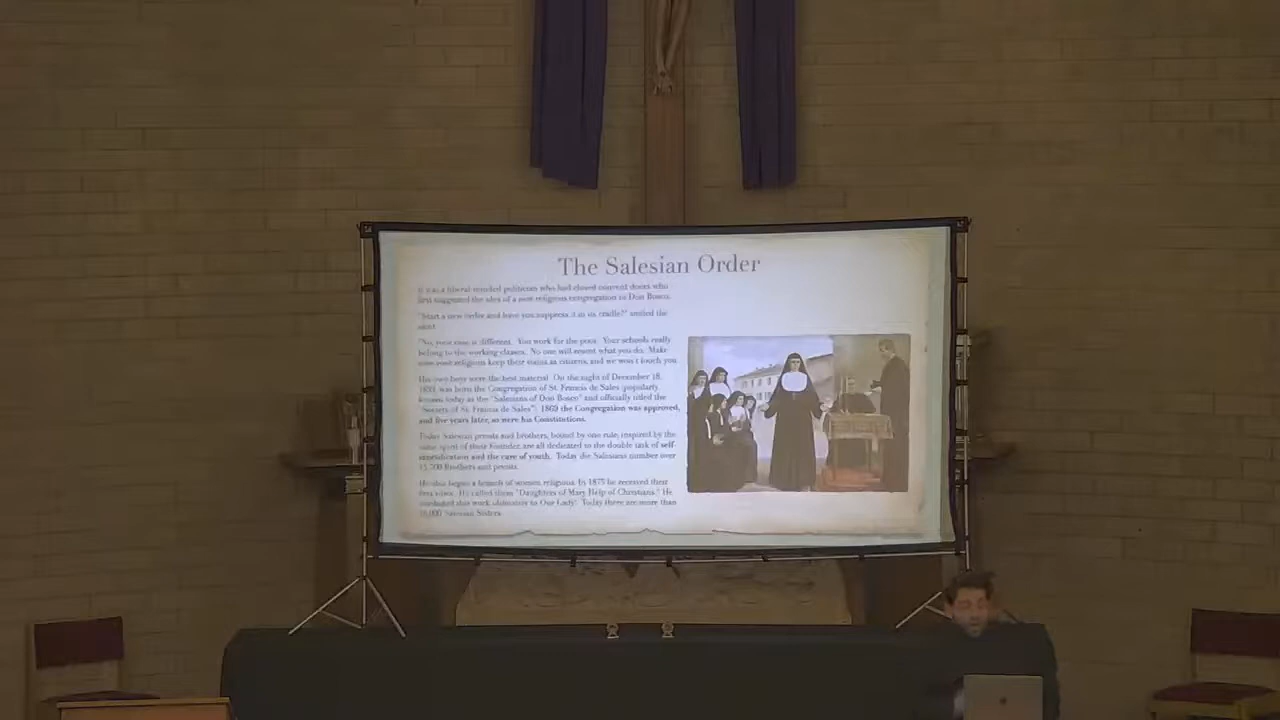 The Salesian Order
It was a liberal-minded politician who had closed convent doors who
first suggested the idea of a new religious congregation to Don Bosco.
"Start a new order and have you suppress it in its cradle?" smiled the
saint.
"No, your case is different. You work for the poor. Your schools really
belong to the working classes. No one will resent what you do. Make
sure your religious keep their status as citizens, and we won't touch you
His own boys were the best material. On the night of December 18,
was born the Congregation of St. Francis de Sales (popularly
known today as the "Salesians of Don Bosco" and officially titled the
"Society of St. Francis de Sales". 1869 the Congregation was approved,
and five years later, so were his Constitutions.
Today Salesian priests and brothers, bound by one rule, inspired by the
same spirit of their Founder, are all dedicated to the double task of self-
sanctification and the care of youth. Today the Salesians number over
Brothers and priests.
He also began a branch of women religious. In 1875 he received their
first vows. He called them "Daughters of Mary Help of Christians." He
this work ultimately to Our Lady! Today there are more than
Salesian Sisters.